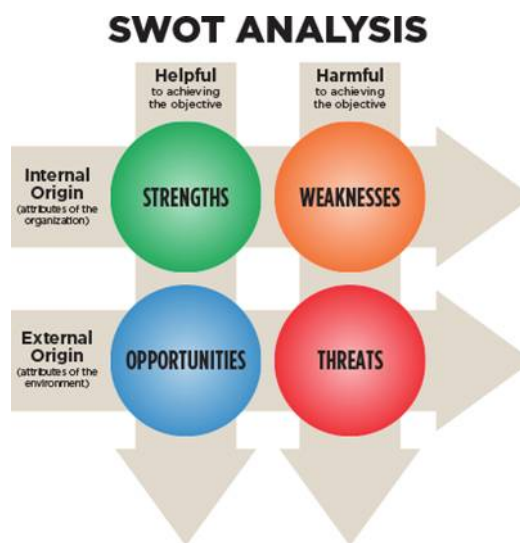 SWOT ANALYSIS
Helpful
to achieving
the objective
Harmful
to achieving
the objective
Internal
Origin
(attributes of the
organization)
STRENGTHS
WEAKNESSES
External
Origin
(attributes of the
environment)
OPPORTUNITIES
THREATS